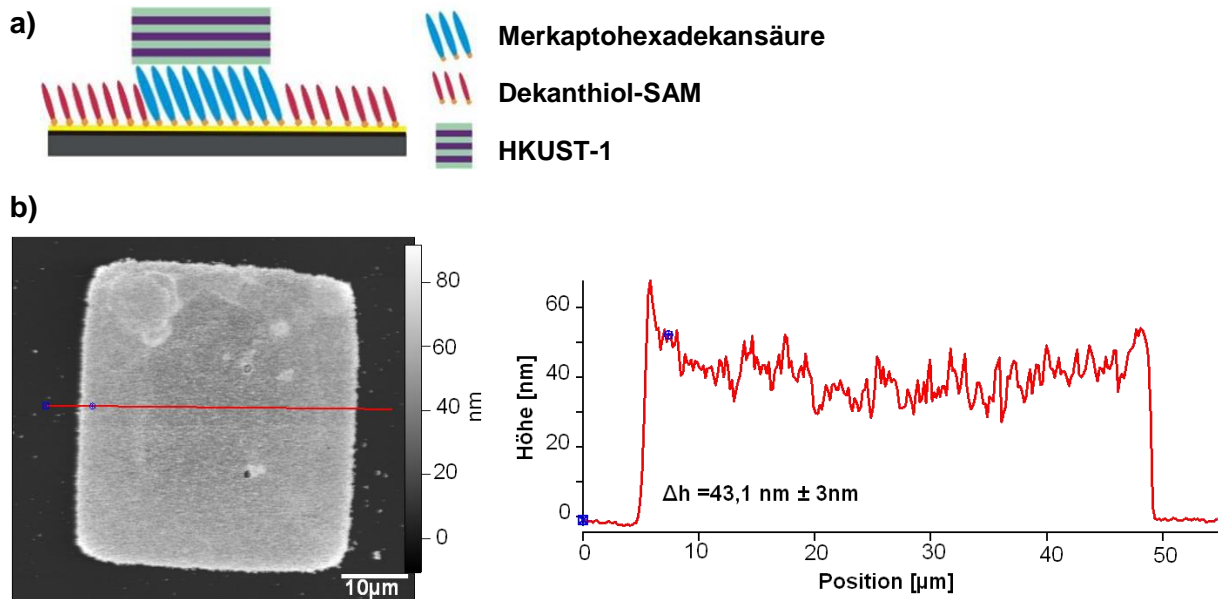 a)
Merkaptohexadekansäure
Dekanthiol-SAM
HKUST-1
b)
80
60
40
20
0
nm
10µm
Höhe [nm]
60
40
20
0
Δh =43,1 nm ± 3nm
0
10
20
30
40
50
Position [µm]